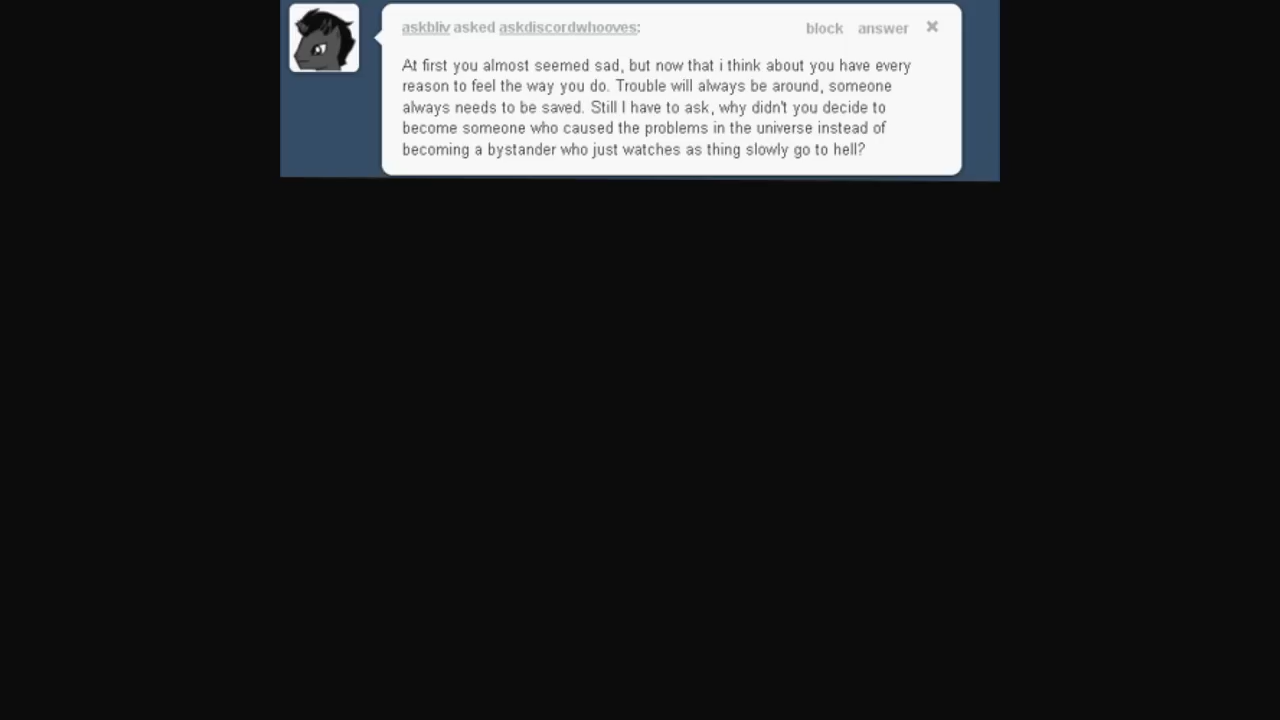 askbliv asked askdiscordwhooves: block answer ×
At first you almost seemed sad, but now that i think about you have every
reason to feel the way you do. Trouble will always be around, someone
always needs to be saved. Still I have to ask, why didn't you decide to
become someone who caused the problems in the universe instead of
becoming a bystander who just watches as thing slowly go to hell?